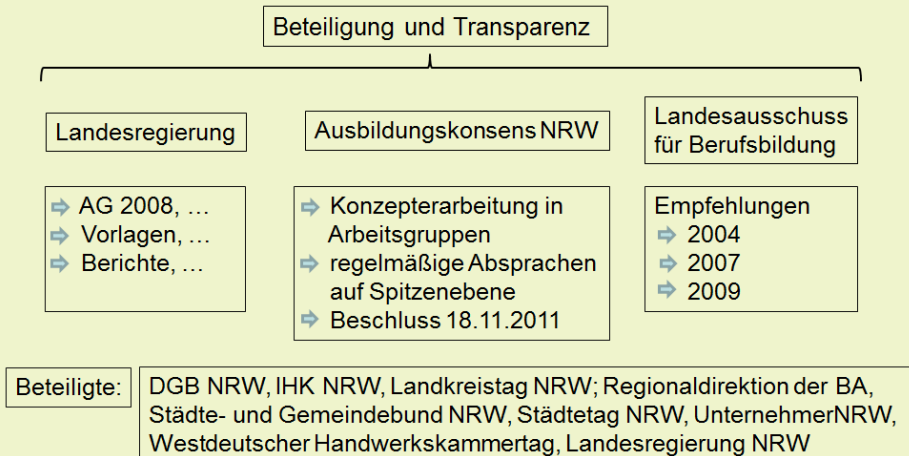 Beteiligung und Transparenz
Landesregierung
Ausbildungskonsens NRW
Landesausschuss
für Berufsbildung
AG 2008, …
Vorlagen, …
Berichte, …
Konzepterarbeitung in
Arbeitsgruppen
regelmäßige Absprachen
auf Spitzenebene
Beschluss 18.11.2011
Empfehlungen
2004
2007
2009
Beteiligte:
DGB NRW, IHK NRW, Landkreistag NRW; Regionaldirektion der BA,
Städte- und Gemeindebund NRW, Städtetag NRW, UnternehmerNRW,
Westdeutscher Handwerkskammertag, Landesregierung NRW